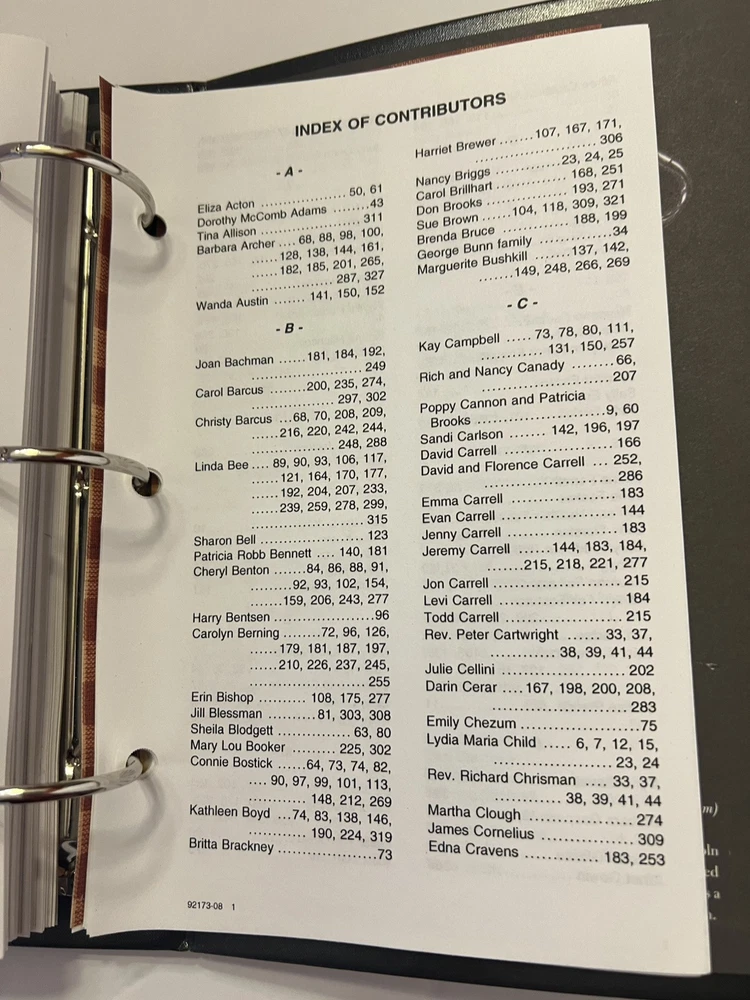 INDEX OF CONTRIBUTORS
- A -
Eliza Acton .................. 50, 61
Dorothy McComb Adams ........43
Tina Allison ................... 311
Barbara Archer .... 68, 88, 98, 100,
...... 128, 138, 144, 161,
...... 182, 185, 201, 265,
.................. 287, 327
Wanda Austin ....... 141, 150, 152
- B -
Joan Bachman ......181, 184, 192,
.......................... 249
Carol Barcus ........200, 235, 274,
.................... 297, 302
Christy Barcus ...68, 70, 208, 209,
......216, 220, 242, 244,
.................... 248, 288
Linda Bee .... 89, 90, 93, 106, 117,
......121, 164, 170, 177,
...... 192, 204, 207, 233,
......239, 259, 278, 299,
.......................... 315
Sharon Bell ........................ 123
Patricia Robb Bennett .... 140, 181
Cheryl Benton .......84, 86, 88, 91,
.........92, 93, 102, 154,
.......159, 206, 243, 277
Harry Bentsen .......................96
Carolyn Berning ........72, 96, 126,
...... 179, 181, 187, 197,
......210, 226, 237, 245,
.......................... 255
Erin Bishop .......... 108, 175, 277
Jill Blessman ..........81, 303, 308
Sheila Blodgett ................ 63, 80
Mary Lou Booker ......... 225, 302
Connie Bostick ......64, 73, 74, 82,
.... 90, 97, 99, 101, 113,
............ 148, 212, 269
Kathleen Boyd ...74, 83, 138, 146,
............ 190, 224, 319
Britta Brackney ......................73
92173-08 1
Harriet Brewer .......107, 167, 171,
.......................... 306
Nancy Briggs .............23, 24, 25
Carol Brillhart ............... 168, 251
Don Brooks .................. 193, 271
Sue Brown ......104, 118, 309, 321
Brenda Bruce .............. 188, 199
George Bunn family ..............34
Marguerite Bushkill .......137, 142,
.......149, 248, 266, 269
- C -
Kay Campbell ..... 73, 78, 80, 111,
............ 131, 150, 257
Rich and Nancy Canady ........66,
.......................... 207
Poppy Cannon and Patricia
Brooks .........................9, 60
Sandi Carlson ....... 142, 196, 197
David Carrell ...................... 166
David and Florence Carrell ... 252,
.......................... 286
Emma Carrell .................... 183
Evan Carrell ...................... 144
Jenny Carrell ..................... 183
Jeremy Carrell ......144, 183, 184,
.......215, 218, 221, 277
Jon Carrell ......................... 215
Levi Carrell ........................ 184
Todd Carrell ...................... 215
Rev. Peter Cartwright ...... 33, 37,
............ 38, 39, 41, 44
Julie Cellini ........................ 202
Darin Cerar ....167, 198, 200, 208,
.......................... 283
Emily Chezum ......................75
Lydia Maria Child ..... 6, 7, 12, 15,
.................... 23, 24
Rev. Richard Chrisman .... 33, 37,
............ 38, 39, 41, 44
Martha Clough .................. 274
James Cornelius ................. 309
Edna Cravens ............ 183, 253
m)
oln
ed
s a